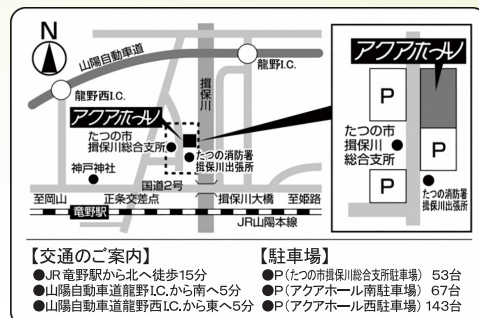 N
山陽自動車道
龍野I.C.
龍野西I.C.
揖保川
アクアホール
たつの市
揖保川
総合支所
たつの消防署
揖保川出張所
神戸神社
国道2号
至岡山
正条交差点
揖保川大橋
至姫路
竜野駅
JR山陽本線
アクアホール
P
P
P
たつの市
揖保川
総合支所
たつの消防署
揖保川出張所
【交通のご案内】
●JR竜野駅から北へ徒歩15分
●山陽自動車道龍野I.C.から南へ5分
●山陽自動車道龍野西I.C.から東へ5分
【駐車場】
●P(たつの市揖保川総合支所駐車場) 53台
●P(アクアホール南駐車場) 67台
●P(アクアホール西駐車場) 143台